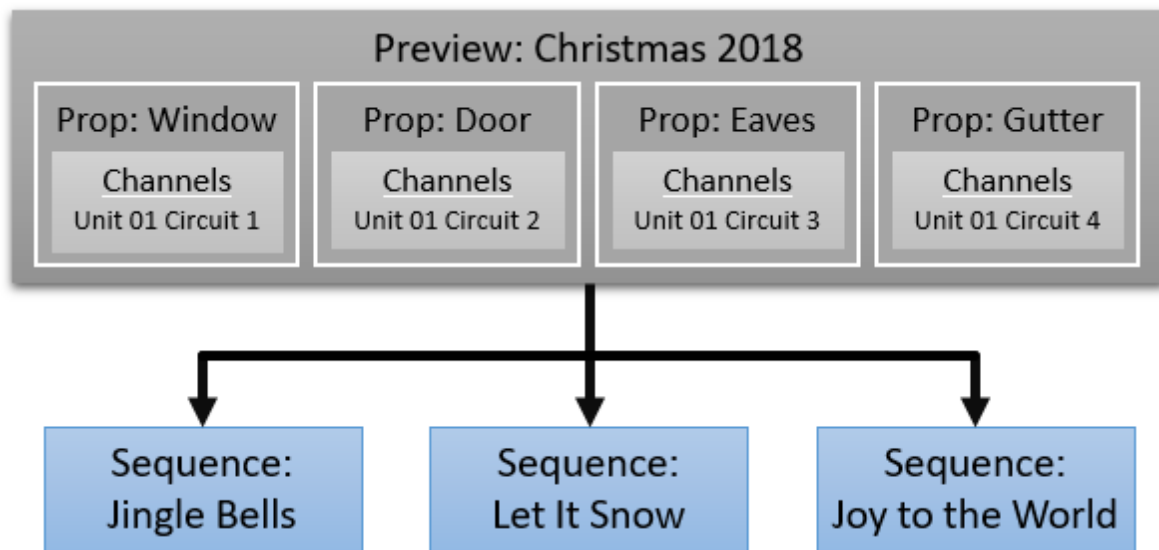 Preview: Christmas 2018
Prop: Window
Channels
Unit 01 Circuit 1
Prop: Door
Channels
Unit 01 Circuit 2
Prop: Eaves
Channels
Unit 01 Circuit 3
Prop: Gutter
Channels
Unit 01 Circuit 4
Sequence:
Jingle Bells
Sequence:
Let It Snow
Sequence:
Joy to the World